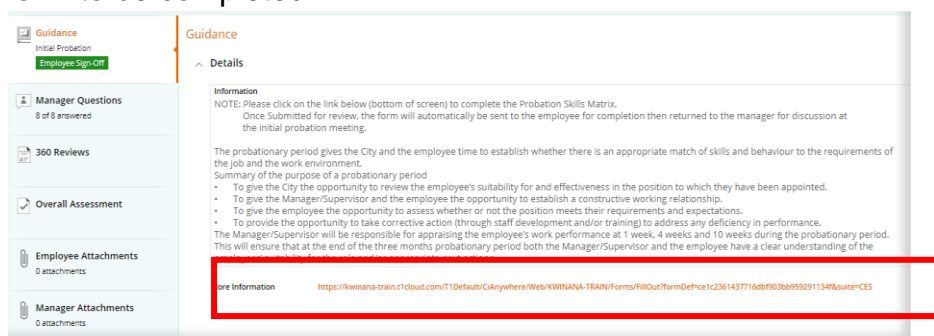 Guidance
Initial Probation
Employee Sign-Off
Manager Questions
8 of 8 answered
360 Reviews
Overall Assessment
Employee Attachments
0 attachments
Manager Attachments
0 attachments
Guidance
Details
Information
NOTE: Please click on the link below (bottom of screen) to complete the Probation Skills Matrix.
Once Submitted for review, the form will automatically be sent to the employee for completion then returned to the manager for discussion at
the initial probation meeting.
The probationary period gives the City and the employee time to establish whether there is an appropriate match of skills and behaviour to the requirements of
the job and the work environment.
Summary of the purpose of a probationary period
• To give the City the opportunity to review the employee's suitability for and effectiveness in the position to which they have been appointed.
• To give the Manager/Supervisor and the employee the opportunity to establish a constructive working relationship.
• To give the employee the opportunity to assess whether or not the position meets their requirements and expectations.
• To provide the opportunity to take corrective action (through staff development and/or training) to address any deficiency in performance.
The Manager/Supervisor will be responsible for appraising the employee's work performance at 1 week, 4 weeks and 10 weeks during the probationary period.
This will ensure that at the end of the three months probationary period both the Manager/Supervisor and the employee have a clear understanding of the
ore Information https://kwinana-train.t1cloud.com/T1Default/CiAnywhere/Web/KWINANA-TRAIN/Forms/FillOut?formDef=ce1c2361437716dbf903bb959291134f&suite=CES